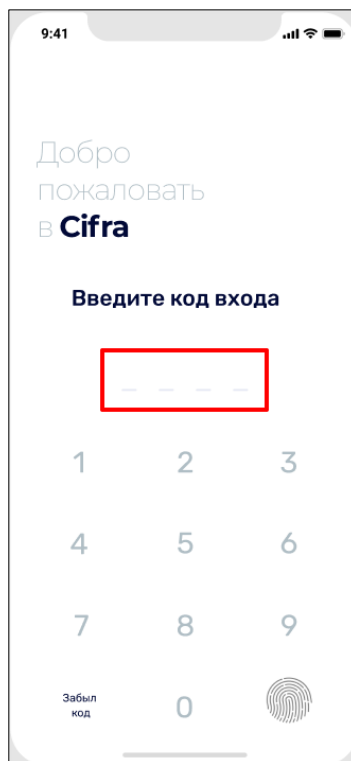 9:41
Добро
пожаловать
в Cifra
Введите код входа
1 2 3
4 5 6
7 8 9
Забыл
код
0